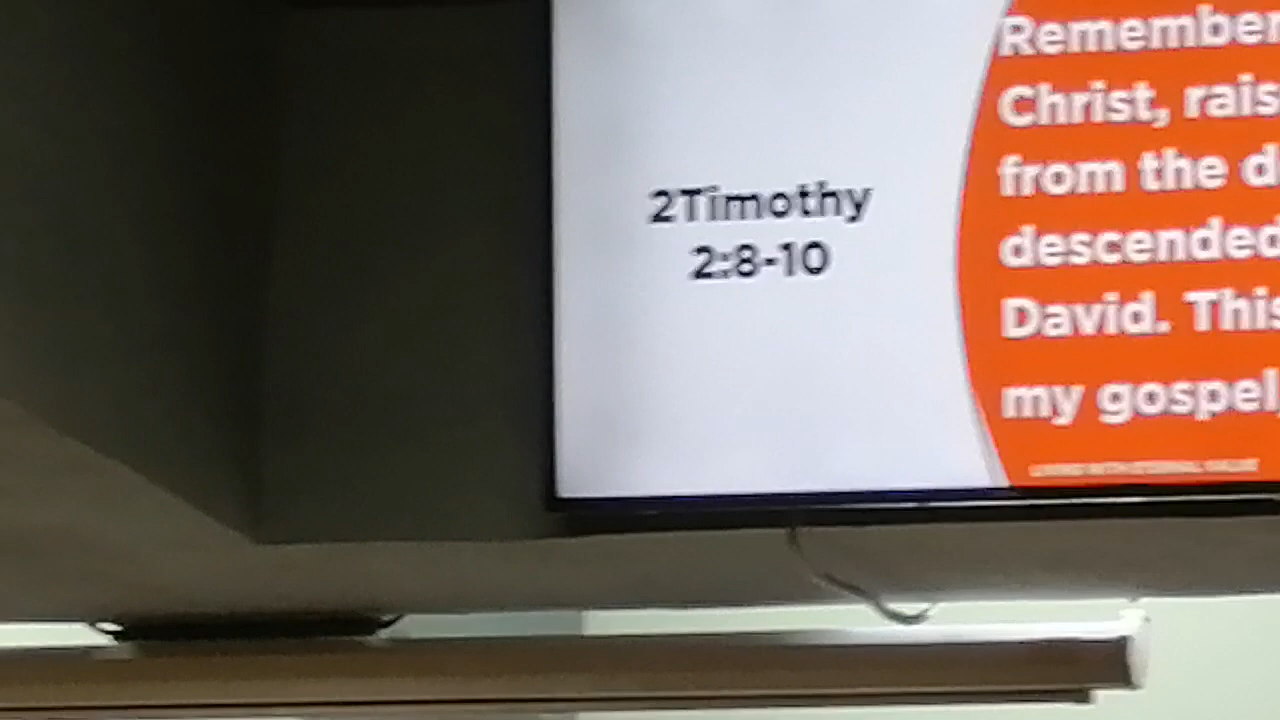 2Timothy
2:8-10
Remember
Christ, rais
from the d
descended
David. This
my gospel,